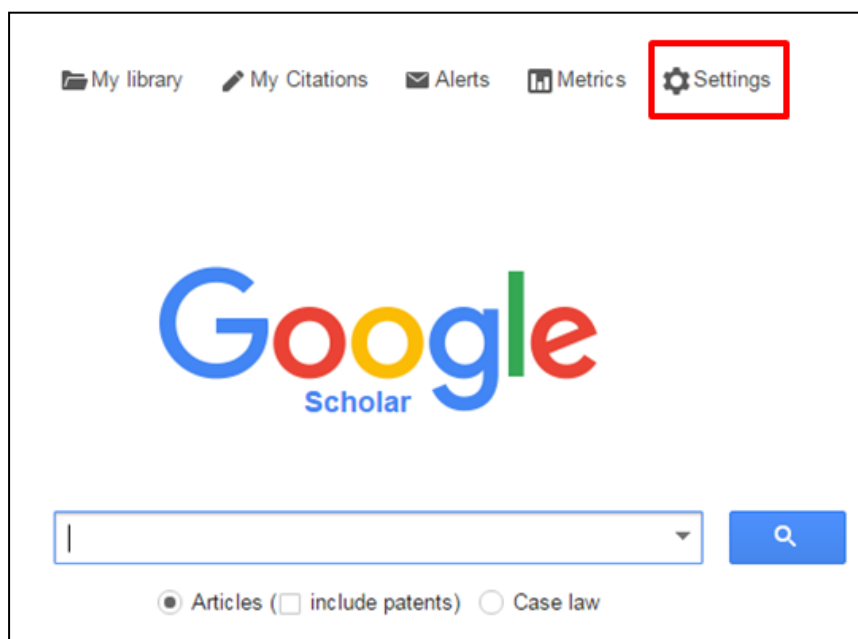 My library My Citations Alerts Metrics Settings
Google
Scholar
Articles ( include patents) Case law